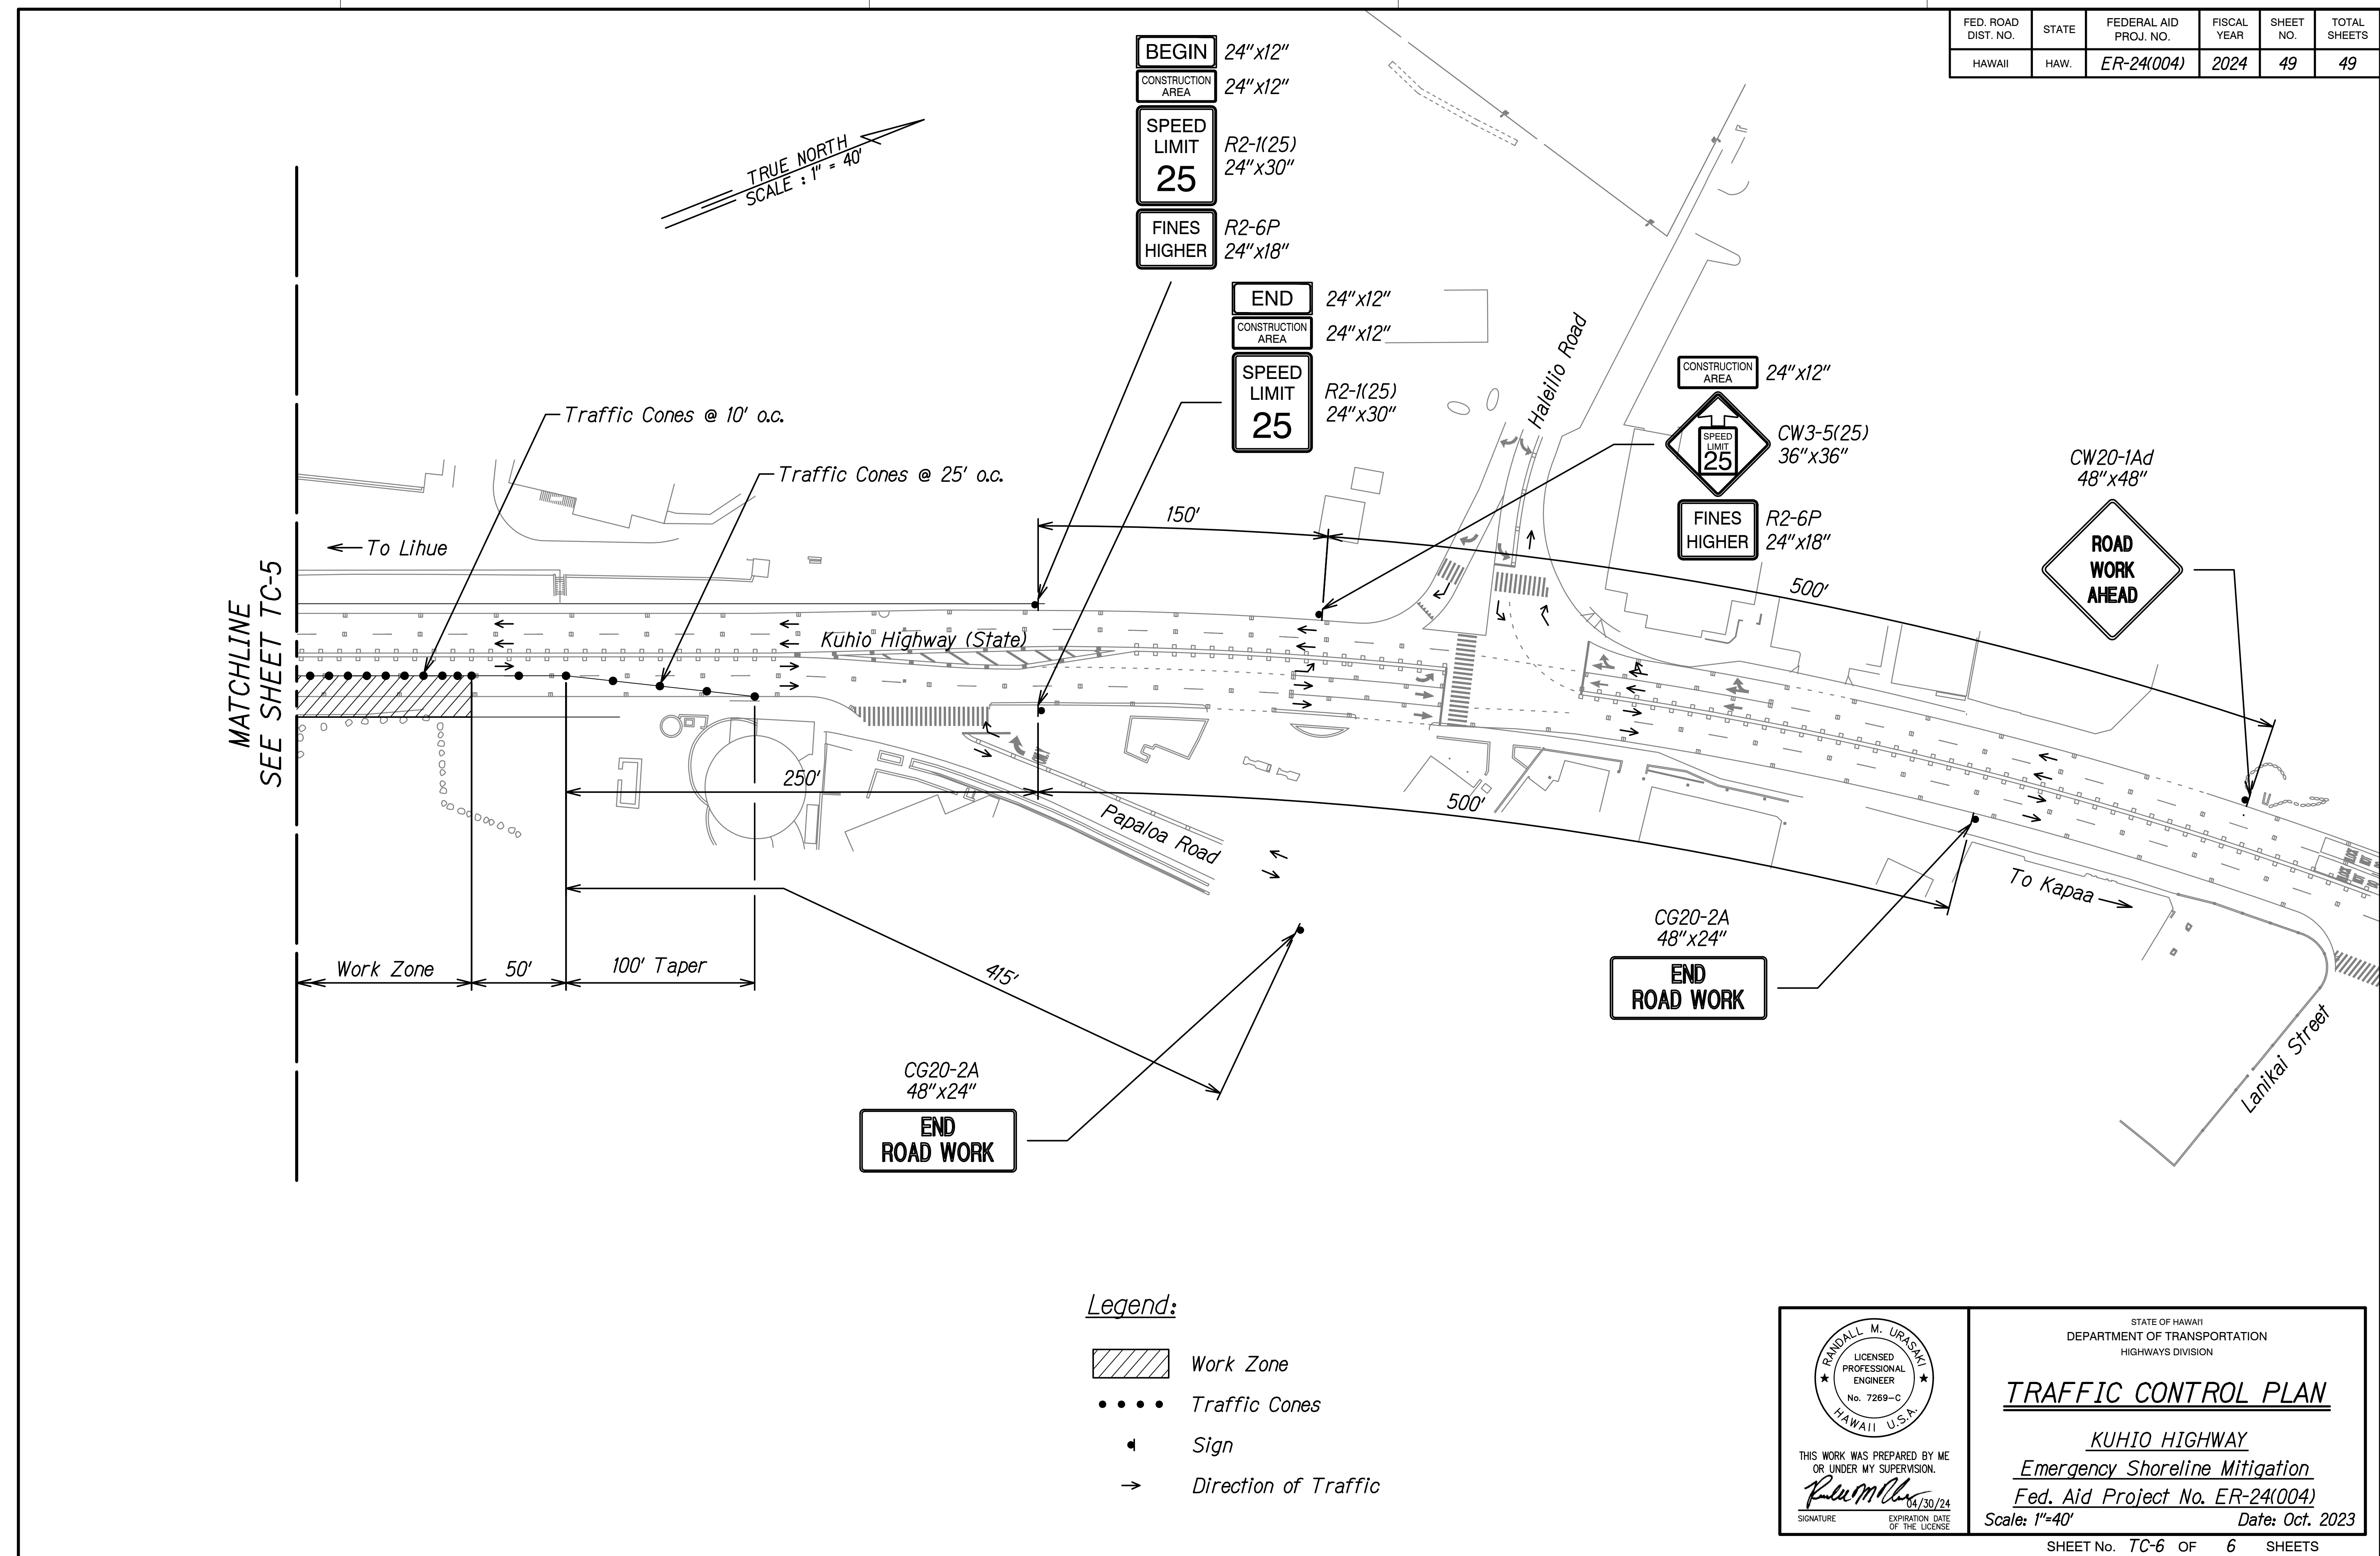 FED. ROAD DIST. NO.
STATE
FEDERAL AID PROJ. NO.
FISCAL YEAR
SHEET NO.
TOTAL SHEETS
HAWAII
HAW.
ER-24(004)
2024
49
49
BEGIN
24"x12"
CONSTRUCTION
AREA
24"x12"
SPEED
LIMIT
25
R2-1(25)
24"x30"
FINES
HIGHER
R2-6P
24"x18"
TRUE NORTH
SCALE : 1" = 40'
END
24"x12"
CONSTRUCTION
AREA
24"x12"
SPEED
LIMIT
25
R2-1(25)
24"x30"
Haleilio Road
CONSTRUCTION
AREA
24"x12"
SPEED
LIMIT
25
CW3-5(25)
36"x36"
FINES
HIGHER
R2-6P
24"x18"
CW20-1Ad
48"x48"
ROAD
WORK
AHEAD
Traffic Cones @ 10' o.c.
Traffic Cones @ 25' o.c.
150'
500'
To Lihue
MATCHLINE
SEE SHEET TC-5
Kuhio Highway (State)
250'
500'
Papaloa Road
To Kapaa
Work Zone
50'
100' Taper
415'
CG20-2A
48"x24"
END
ROAD WORK
CG20-2A
48"x24"
END
ROAD WORK
Lanikai Street
Legend:
Work Zone
Traffic Cones
Sign
Direction of Traffic
RANDALL M. URASAKI
LICENSED
PROFESSIONAL
ENGINEER
No. 7269-C
HAWAII U.S.A.
THIS WORK WAS PREPARED BY ME
OR UNDER MY SUPERVISION.
04/30/24
SIGNATURE
EXPIRATION DATE
OF THE LICENSE
STATE OF HAWAI'I
DEPARTMENT OF TRANSPORTATION
HIGHWAYS DIVISION
TRAFFIC CONTROL PLAN
KUHIO HIGHWAY
Emergency Shoreline Mitigation
Fed. Aid Project No. ER-24(004)
Scale: 1"=40'
Date: Oct. 2023
SHEET No. TC-6 OF 6 SHEETS